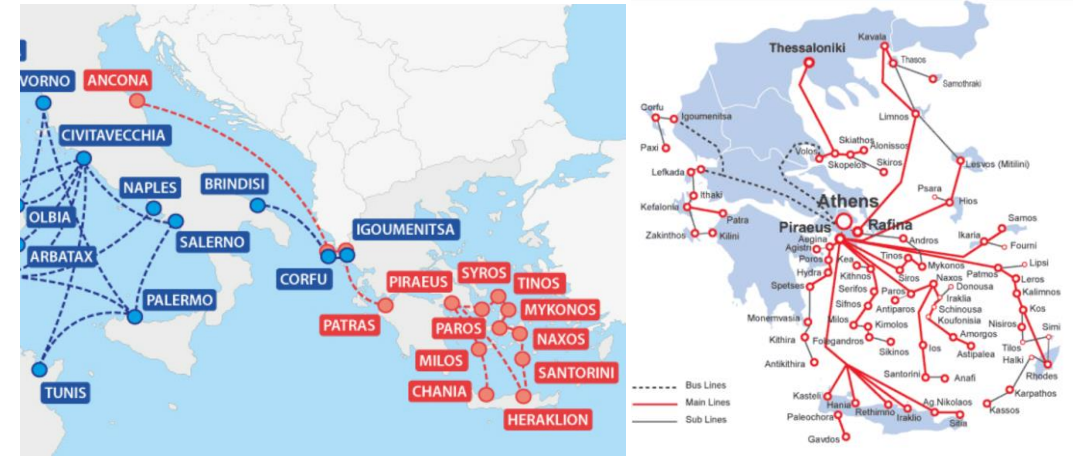 VORNO
ANCONA
CIVITAVECCHIA
NAPLES
BRINDISI
OLBIA
SALERNO
ARBATAX
IGOUMENITSA
CORFU
PALERMO
PIRAEUS
SYROS
TINOS
PATRAS
PAROS
MYKONOS
NAXOS
MILOS
SANTORINI
TUNIS
CHANIA
HERAKLION
Kavala
Thessaloniki
Thasos
Samothraki
Corfu
Igoumenitsa
Limnos
Paxi
Volos
Skiathos
Alonissos
Skopelos
Skiros
Lesvos (Mitilini)
Lefkada
Psara
Ithaki
Hios
Kefalonia
Patra
Athens
Zakinthos
Kilini
Piraeus
Rafina
Samos
Aegina
Andros
Ikaria
Fourni
Agistri
Tinos
Poros
Kea
Mykonos
Lipsi
Hydra
Kithnos
Siros
Patmos
Naxos
Leros
Spetses
Serifos
Paros
Donousa
Kalimnos
Iraklia
Sifnos
Antiparos
Schinousa
Kos
Monemvasia
Milos
Koufonisia
Kimolos
Nisiros
Simi
Kithira
Folegandros
Amorgos
Sikinos
Ios
Astipalea
Tilos
Halki
Antikithira
Santorini
Anafi
Rhodes
Bus Lines
Main Lines
Sub Lines
Kasteli
Hania
Rethimno
Iraklio
Ag.Nikolaos
Sitia
Karpathos
Kassos
Paleochora
Gavdos